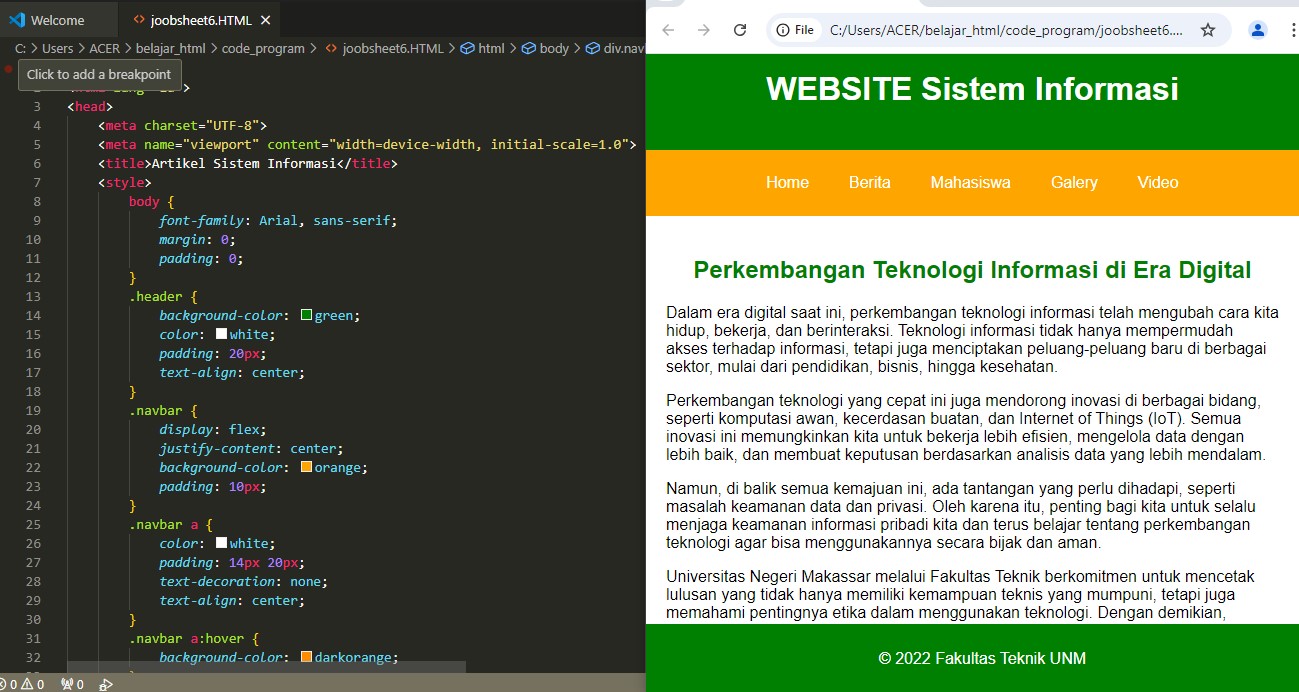 Welcome
joobsheet6.HTML
C: > Users > ACER > belajar_html > code_program > joobsheet6.HTML > html > body > div.nav
Click to add a breakpoint
3 <head>
4 <meta charset="UTF-8">
5 <meta name="viewport" content="width=device-width, initial-scale=1.0">
6 <title>Artikel Sistem Informasi</title>
7 <style>
8 body {
9 font-family: Arial, sans-serif;
10 margin: 0;
11 padding: 0;
12 }
13 .header {
14 background-color: green;
15 color: white;
16 padding: 20px;
17 text-align: center;
18 }
19 .navbar {
20 display: flex;
21 justify-content: center;
22 background-color: orange;
23 padding: 10px;
24 }
25 .navbar a {
26 color: white;
27 padding: 14px 20px;
28 text-decoration: none;
29 text-align: center;
30 }
31 .navbar a:hover {
32 background-color: darkorange;
0 0 0
File C:/Users/ACER/belajar_html/code_program/joobsheet6....
WEBSITE Sistem Informasi
Home Berita Mahasiswa Galery Video
Perkembangan Teknologi Informasi di Era Digital
Dalam era digital saat ini, perkembangan teknologi informasi telah mengubah cara kita
hidup, bekerja, dan berinteraksi. Teknologi informasi tidak hanya mempermudah
akses terhadap informasi, tetapi juga menciptakan peluang-peluang baru di berbagai
sektor, mulai dari pendidikan, bisnis, hingga kesehatan.
Perkembangan teknologi yang cepat ini juga mendorong inovasi di berbagai bidang,
seperti komputasi awan, kecerdasan buatan, dan Internet of Things (IoT). Semua
inovasi ini memungkinkan kita untuk bekerja lebih efisien, mengelola data dengan
lebih baik, dan membuat keputusan berdasarkan analisis data yang lebih mendalam.
Namun, di balik semua kemajuan ini, ada tantangan yang perlu dihadapi, seperti
masalah keamanan data dan privasi. Oleh karena itu, penting bagi kita untuk selalu
menjaga keamanan informasi pribadi kita dan terus belajar tentang perkembangan
teknologi agar bisa menggunakannya secara bijak dan aman.
Universitas Negeri Makassar melalui Fakultas Teknik berkomitmen untuk mencetak
lulusan yang tidak hanya memiliki kemampuan teknis yang mumpuni, tetapi juga
memahami pentingnya etika dalam menggunakan teknologi. Dengan demikian,
© 2022 Fakultas Teknik UNM